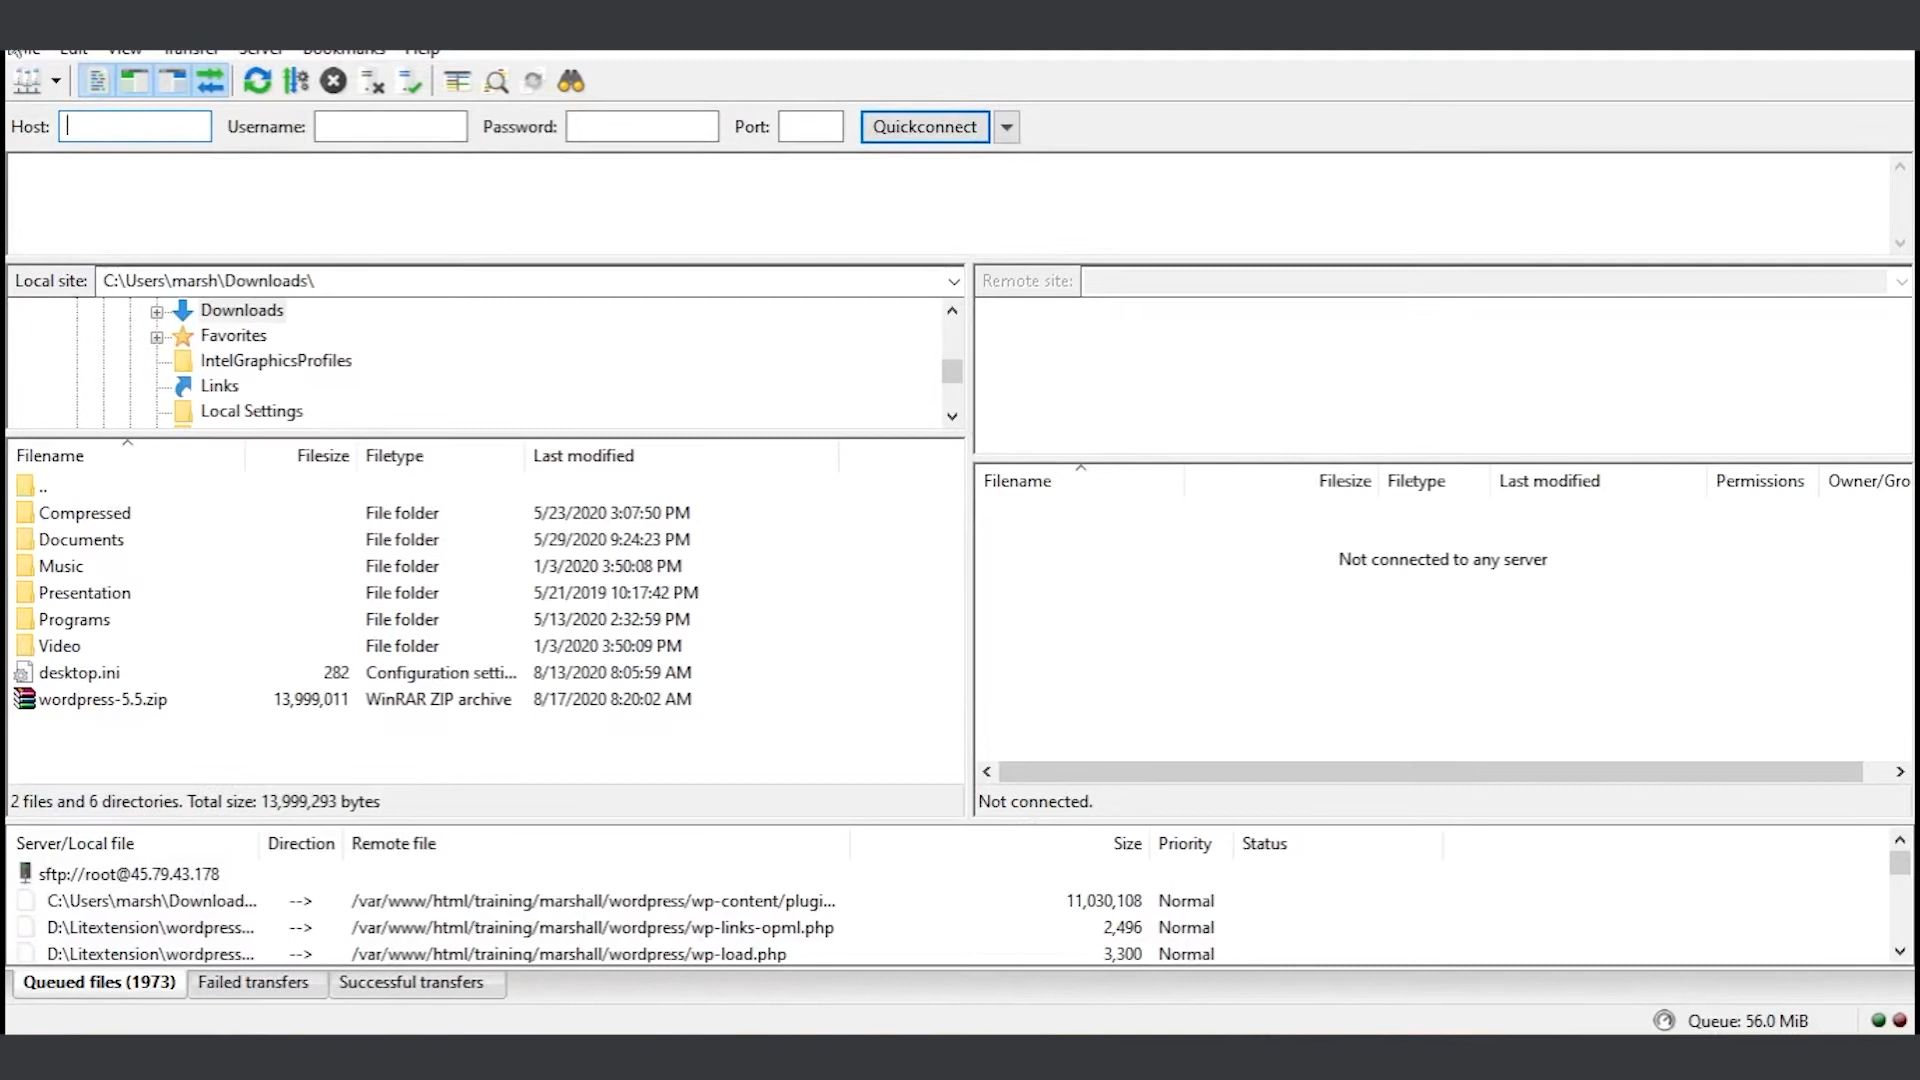 File Edit View Transfer Server Bookmarks Help
Host: Username: Password: Port: Quickconnect
Local site: C:\Users\marsh\Downloads\
Remote site:
Downloads
Favorites
IntelGraphicsProfiles
Links
Local Settings
Filename Filesize Filetype Last modified
..
Compressed File folder 5/23/2020 3:07:50 PM
Documents File folder 5/29/2020 9:24:23 PM
Music File folder 1/3/2020 3:50:08 PM
Presentation File folder 5/21/2019 10:17:42 PM
Programs File folder 5/13/2020 2:32:59 PM
Video File folder 1/3/2020 3:50:09 PM
desktop.ini 282 Configuration setti... 8/13/2020 8:05:59 AM
wordpress-5.5.zip 13,999,011 WinRAR ZIP archive 8/17/2020 8:20:02 AM
2 files and 6 directories. Total size: 13,999,293 bytes
Filename Filesize Filetype Last modified Permissions Owner/Gro
Not connected to any server
Not connected.
Server/Local file Direction Remote file Size Priority Status
sftp://root@45.79.43.178
C:\Users\marsh\Download... --> /var/www/html/training/marshall/wordpress/wp-content/plugi... 11,030,108 Normal
D:\Litextension\wordpress... --> /var/www/html/training/marshall/wordpress/wp-links-opml.php 2,496 Normal
D:\Litextension\wordpress... --> /var/www/html/training/marshall/wordpress/wp-load.php 3,300 Normal
Queued files (1973) Failed transfers Successful transfers
Queue: 56.0 MiB